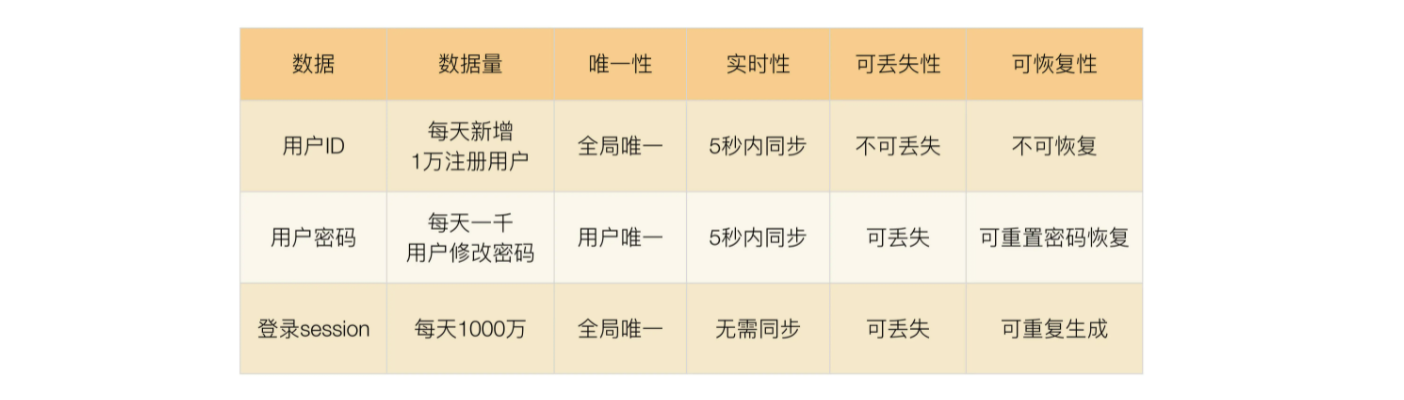 数据 数据量 唯一性 实时性 可丢失性 可恢复性
用户ID 每天新增
1万注册用户 全局唯一 5秒内同步 不可丢失 不可恢复
用户密码 每天一千
用户修改密码 用户唯一 5秒内同步 可丢失 可重置密码恢复
登录session 每天1000万 全局唯一 无需同步 可丢失 可重复生成